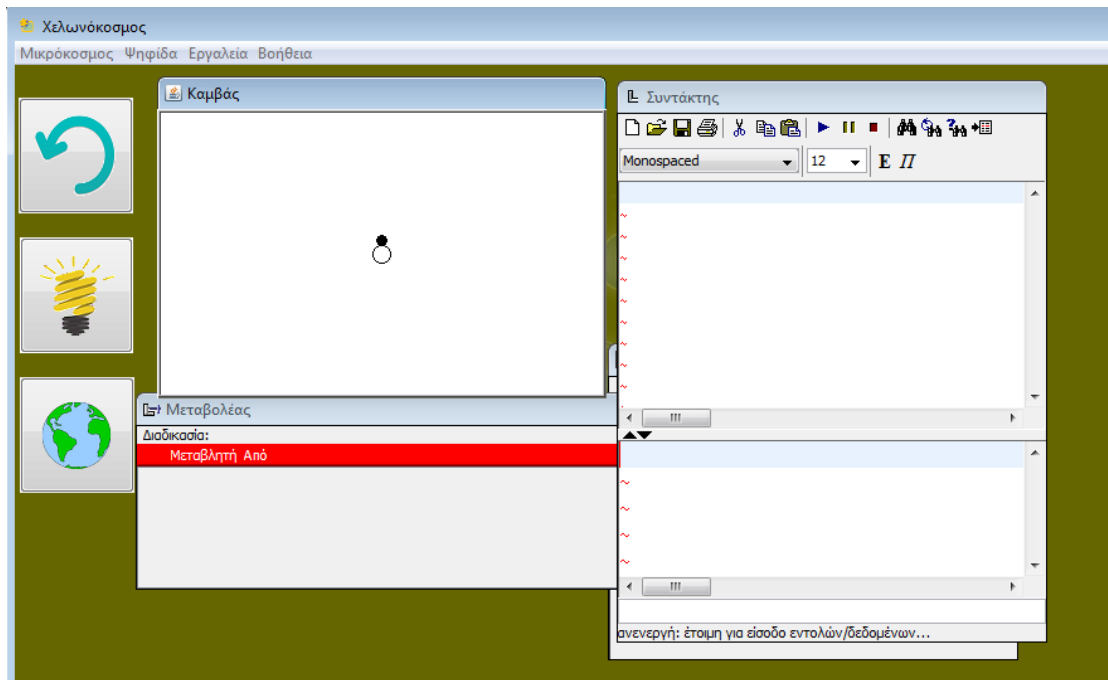 Χελωνόκοσμος
Μικρόκοσμος Ψηφίδα Εργαλεία Βοήθεια
Καμβάς
Συντάκτης
Monospaced 12 Ε Π
Μεταβολέας
Διαδικασία:
Μεταβλητή Από
ανενεργή: έτοιμη για είσοδο εντολών/δεδομένων...